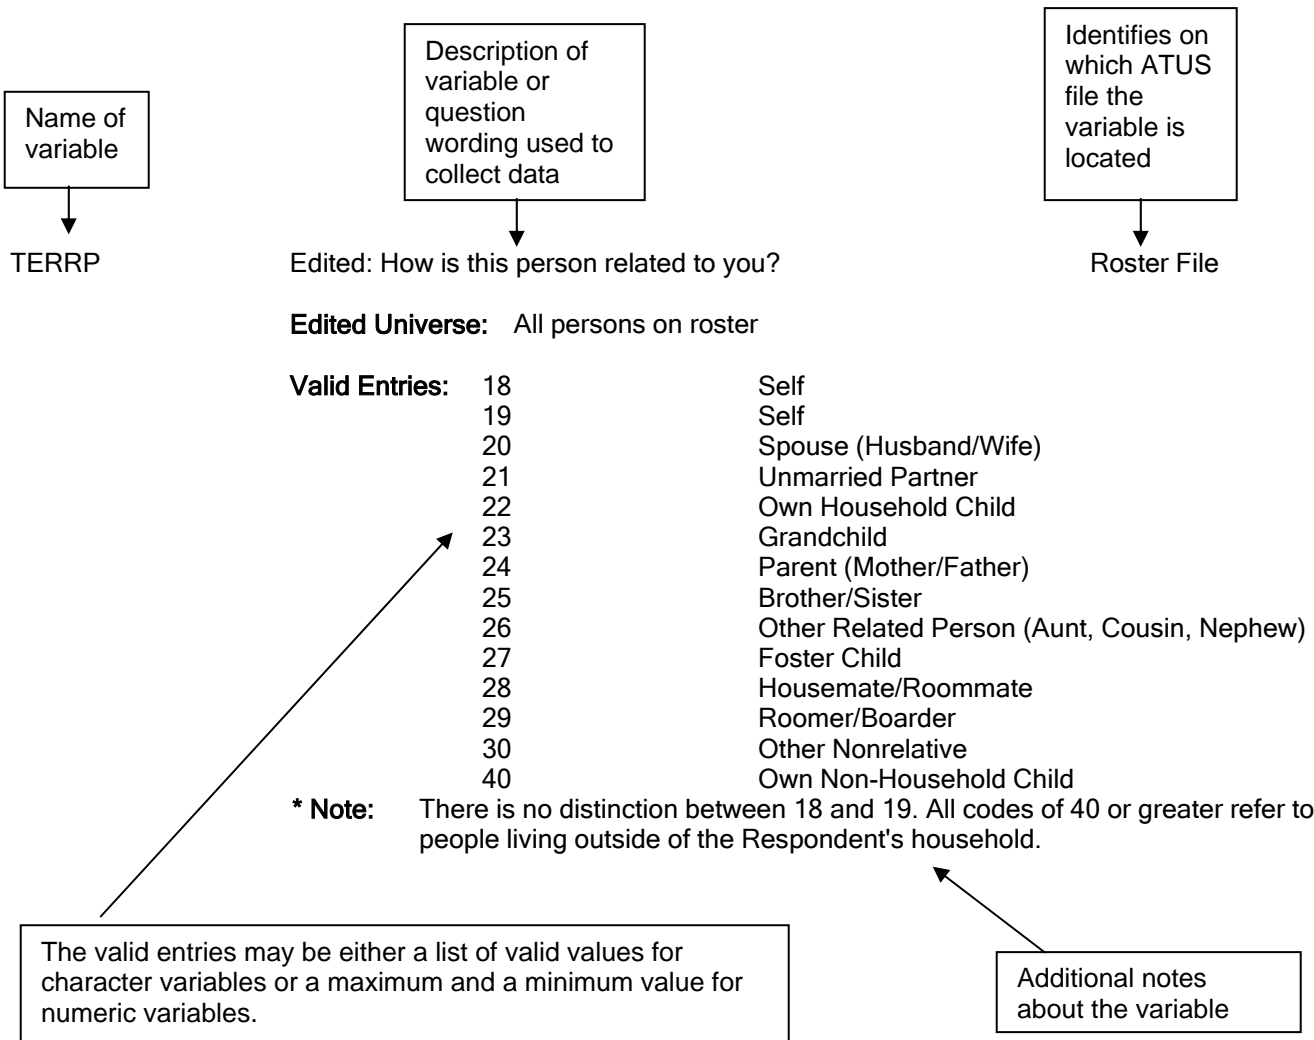 Name of
variable
Description of
variable or
question
wording used to
collect data
Identifies on
which ATUS
file the
variable is
located
TERRP Edited: How is this person related to you? Roster File
Edited Universe: All persons on roster
Valid Entries: 18 Self
19 Self
20 Spouse (Husband/Wife)
21 Unmarried Partner
22 Own Household Child
23 Grandchild
24 Parent (Mother/Father)
25 Brother/Sister
26 Other Related Person (Aunt, Cousin, Nephew)
27 Foster Child
28 Housemate/Roommate
29 Roomer/Boarder
30 Other Nonrelative
40 Own Non-Household Child
* Note: There is no distinction between 18 and 19. All codes of 40 or greater refer to
people living outside of the Respondent's household.
The valid entries may be either a list of valid values for
character variables or a maximum and a minimum value for
numeric variables.
Additional notes
about the variable